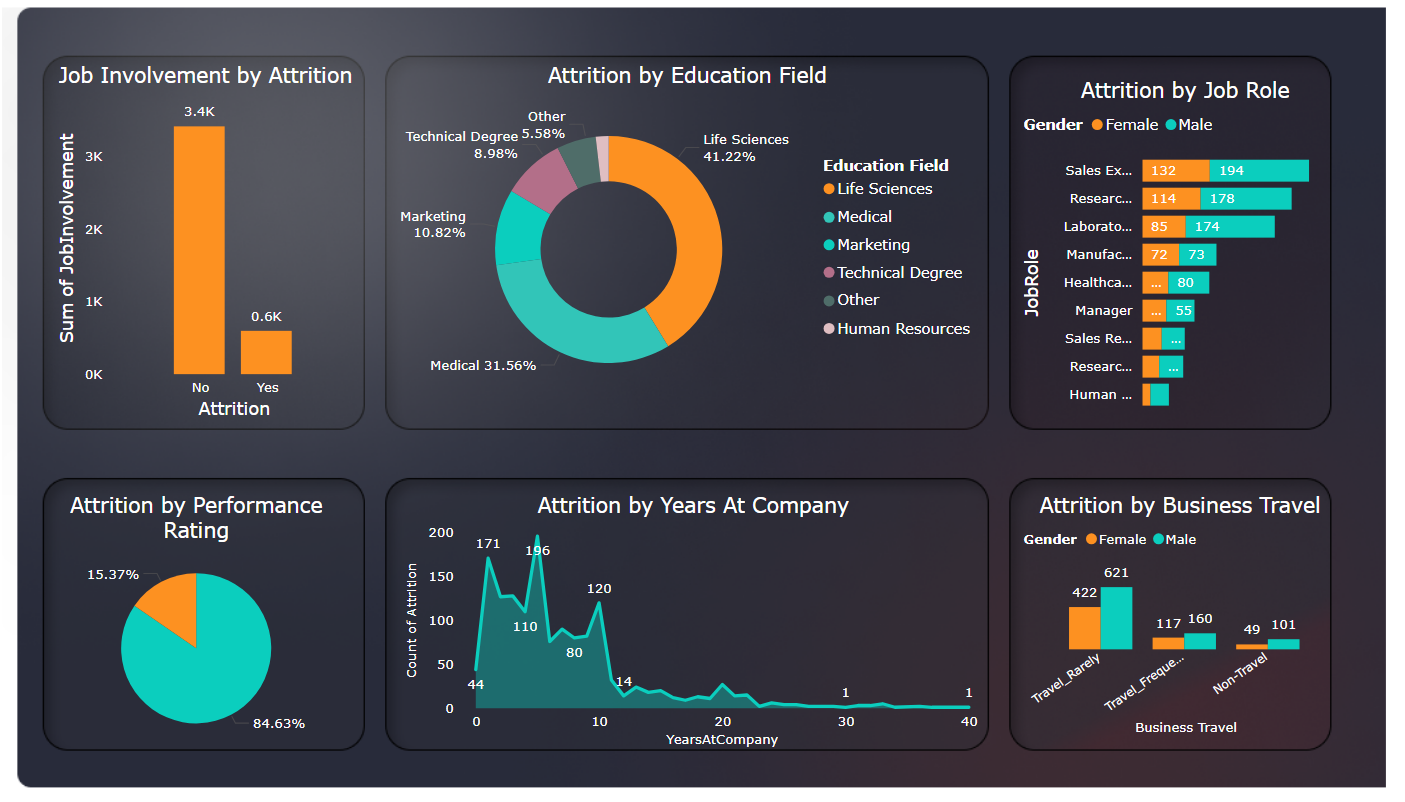 Job Involvement by Attrition
3.4K
3K
2K
1K
0K
0.6K
Sum of JobInvolvement
No
Yes
Attrition
Attrition by Education Field
Other
5.58%
Technical Degree
8.98%
Life Sciences
41.22%
Marketing
10.82%
Medical 31.56%
Education Field
Life Sciences
Medical
Marketing
Technical Degree
Other
Human Resources
Attrition by Job Role
Gender Female Male
JobRole
Sales Ex... 132 194
Researc... 114 178
Laborato... 85 174
Manufac... 72 73
Healthca... ... 80
Manager ... 55
Sales Re... ...
Researc... ...
Human ...
Attrition by Performance
Rating
15.37%
84.63%
Attrition by Years At Company
Count of Attrition
200
150
100
50
0
171
196
120
110
80
44
14
1
1
0 10 20 30 40
YearsAtCompany
Attrition by Business Travel
Gender Female Male
422 621
117 160
49 101
Travel_Rarely
Travel_Freque...
Non-Travel
Business Travel